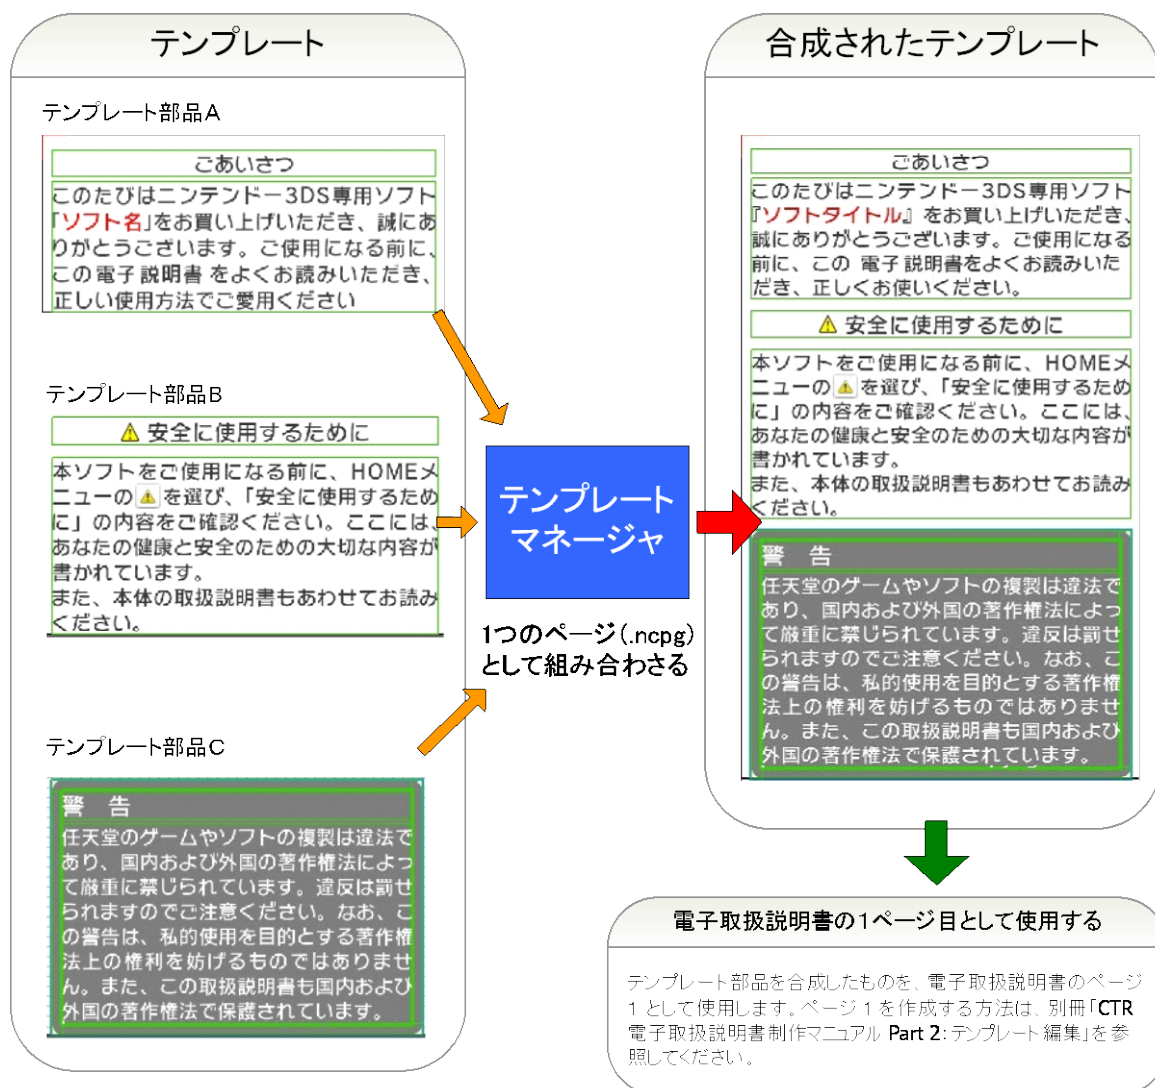 テンプレート
テンプレート部品A
ごあいさつ
このたびはニンテンドー3DS専用ソフト
「ソフト名」をお買い上げいただき、誠にあ
りがとうございます。ご使用になる前に、
この電子説明書 をよくお読みいただき、
正しい使用方法でご愛用ください
テンプレート部品B
安全に使用するために
本ソフトをご使用になる前に、HOMEメ
ニューの を選び、「安全に使用するため
に」の内容をご確認ください。ここには、
あなたの健康と安全のための大切な内容が
書かれています。
また、本体の取扱説明書もあわせてお読み
ください。
テンプレート部品C
警 告
任天堂のゲームやソフトの複製は違法で
あり、国内および外国の著作権法によっ
て厳重に禁じられています。違反は罰せ
られますのでご注意ください。なお、こ
の警告は、私的使用を目的とする著作権
法上の権利を妨げるものではありませ
ん。また、この取扱説明書も国内および
外国の著作権法で保護されています。
テンプレート
マネージャ
1つのページ(.ncpg)
として組み合わさる
合成されたテンプレート
ごあいさつ
このたびはニンテンドー3DS専用ソフト
『ソフトタイトル』をお買い上げいただき、
誠にありがとうございます。ご使用になる
前に、この 電子説明書をよくお読みいた
だき、正しくお使いください。
安全に使用するために
本ソフトをご使用になる前に、HOMEメ
ニューの を選び、「安全に使用するため
に」の内容をご確認ください。ここには、
あなたの健康と安全のための大切な内容が
書かれています。
また、本体の取扱説明書もあわせてお読み
ください。
警 告
任天堂のゲームやソフトの複製は違法で
あり、国内および外国の著作権法によっ
て厳重に禁じられています。違反は罰せ
られますのでご注意ください。なお、こ
の警告は、私的使用を目的とする著作権
法上の権利を妨げるものではありませ
ん。また、この取扱説明書も国内および
外国の著作権法で保護されています。
電子取扱説明書の1ページ目として使用する
テンプレート部品を合成したものを、電子取扱説明書のページ
1 として使用します。ページ 1 を作成する方法は、別冊「CTR
電子取扱説明書制作マニュアル Part 2:テンプレート編集」を参
照してください。